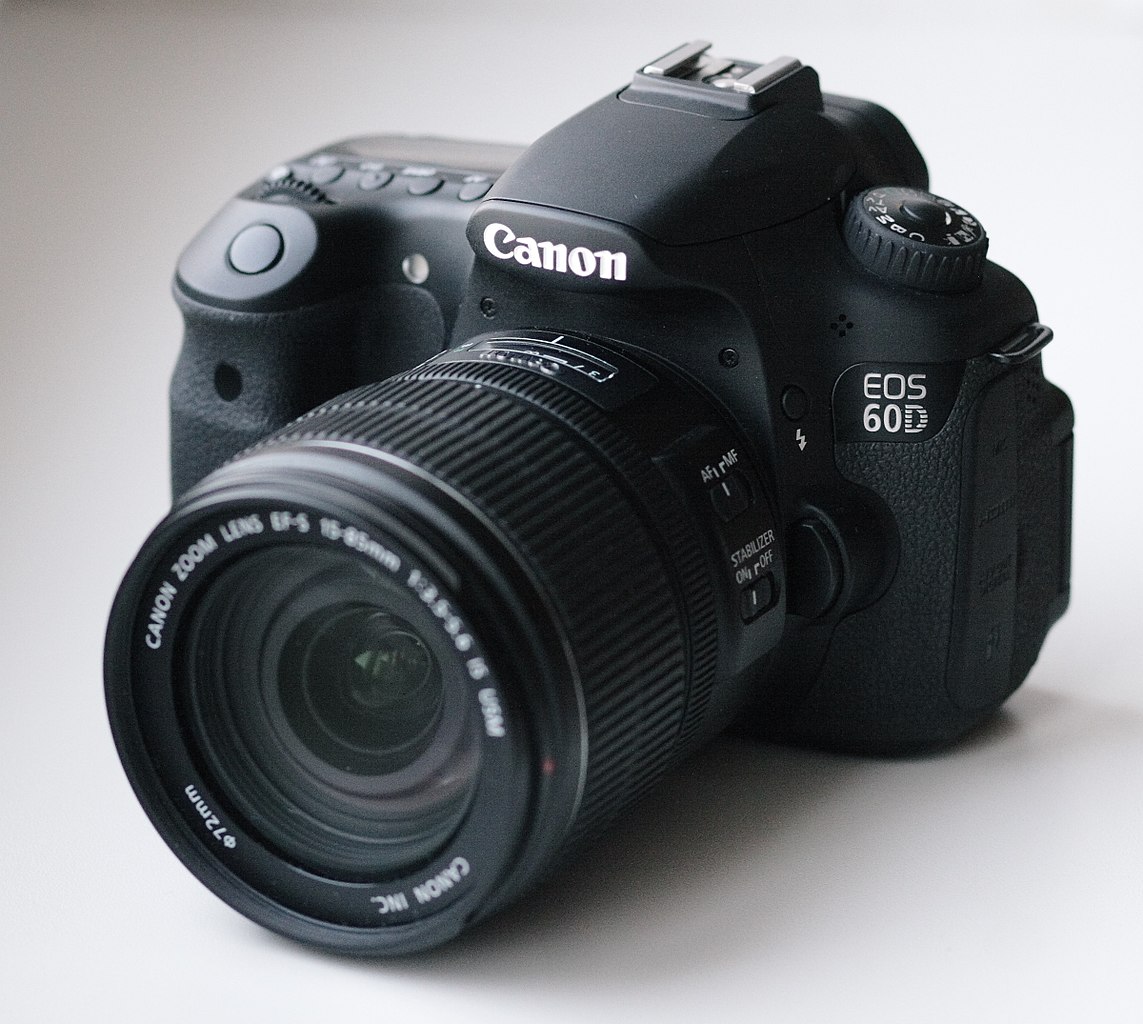 Canon
EOS
60D
AF MF
STABILIZER
ON OFF
CANON ZOOM LENS EF-S 15-85mm 1:3.5-5.6 IS USM
φ72mm
CANON INC.